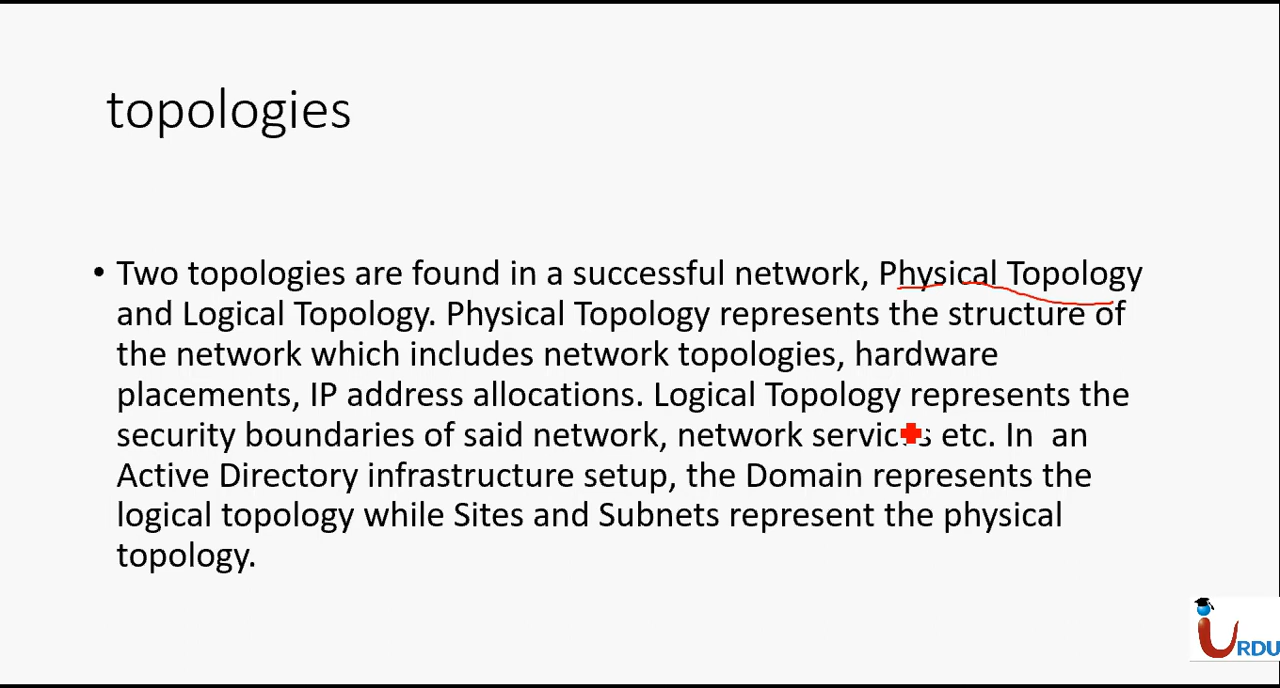 topologies
• Two topologies are found in a successful network, Physical Topology
and Logical Topology. Physical Topology represents the structure of
the network which includes network topologies, hardware
placements, IP address allocations. Logical Topology represents the
security boundaries of said network, network services etc. In  an
Active Directory infrastructure setup, the Domain represents the
logical topology while Sites and Subnets represent the physical
topology.
iURDU